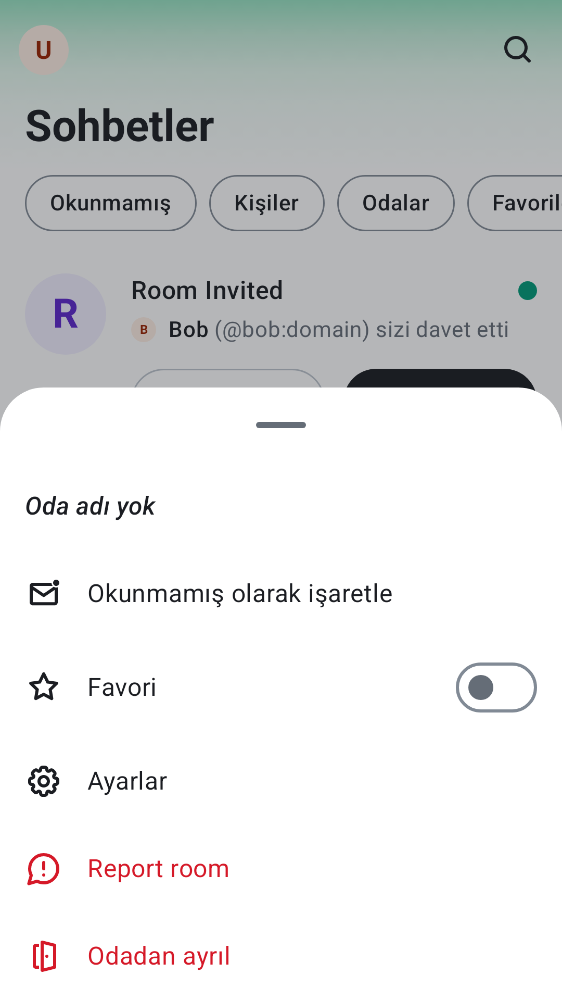 U
Sohbetler
Okunmamış Kişiler Odalar Favoril
R
Room Invited
B Bob (@bob:domain) sizi davet etti
Oda adı yok
Okunmamış olarak işaretle
Favori
Ayarlar
Report room
Odadan ayrıl